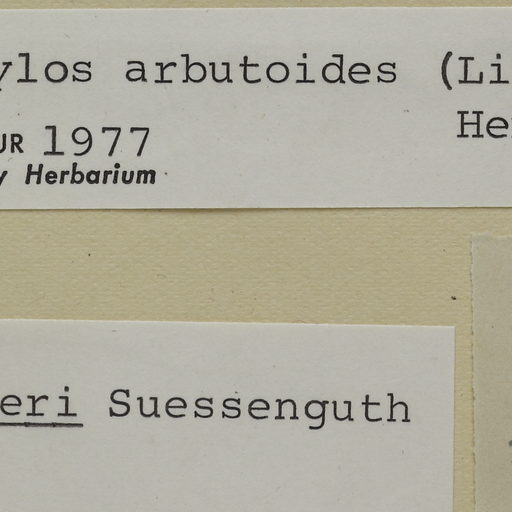 ylos arbutoides (Li
He
UR 1977
y Herbarium
eri Suessenguth